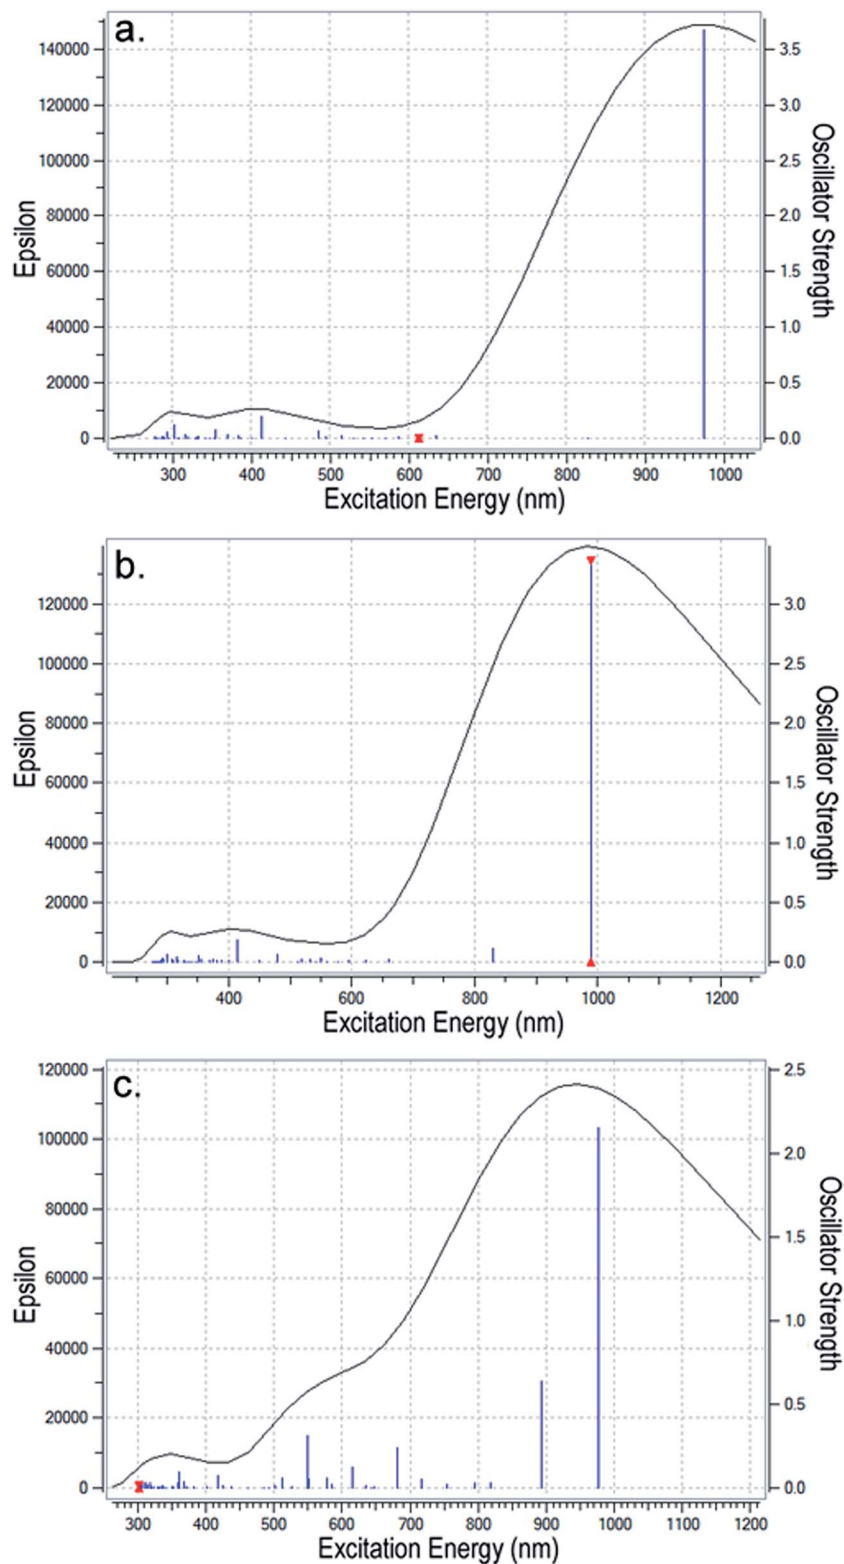 a.
140000
120000
100000
80000
60000
40000
20000
0
Epsilon
3.5
3.0
2.5
2.0
1.5
1.0
0.5
0.0
Oscillator Strength
300 400 500 600 700 800 900 1000
Excitation Energy (nm)
b.
120000
100000
80000
60000
40000
20000
0
Epsilon
3.0
2.5
2.0
1.5
1.0
0.5
0.0
Oscillator Strength
400 600 800 1000 1200
Excitation Energy (nm)
c.
120000
100000
80000
60000
40000
20000
0
Epsilon
2.5
2.0
1.5
1.0
0.5
0.0
Oscillator Strength
300 400 500 600 700 800 900 1000 1100 1200
Excitation Energy (nm)